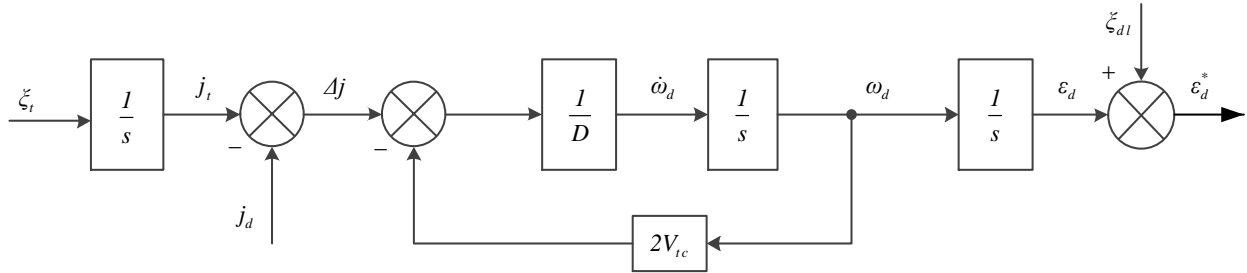 ξ_t
1/s
j_t
−
j_d
Δj
−
1/D
ω̇_d
1/s
ω_d
2V_tc
1/s
ε_d
ξ_dl
+
ε_d^*